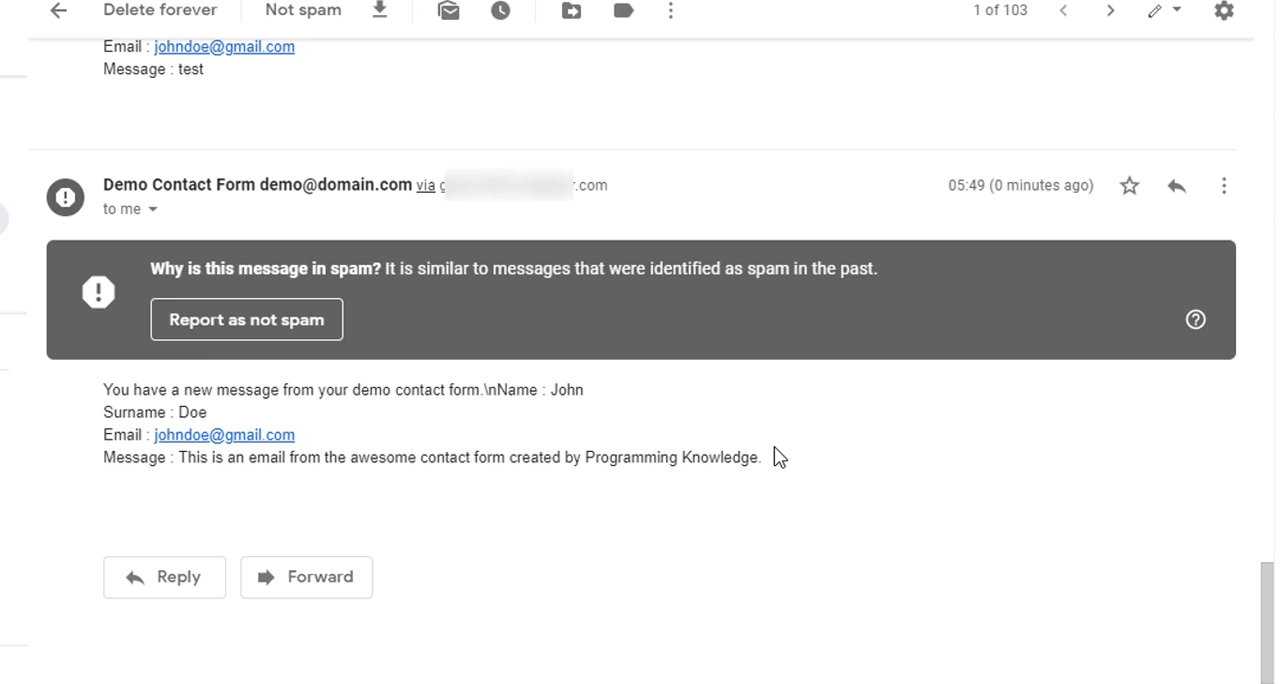 Delete forever Not spam 1 of 103
Email : johndoe@gmail.com
Message : test
Demo Contact Form demo@domain.com via .com 05:49 (0 minutes ago)
to me
Why is this message in spam? It is similar to messages that were identified as spam in the past.
Report as not spam
You have a new message from your demo contact form.\nName : John
Surname : Doe
Email : johndoe@gmail.com
Message : This is an email from the awesome contact form created by Programming Knowledge.
Reply Forward